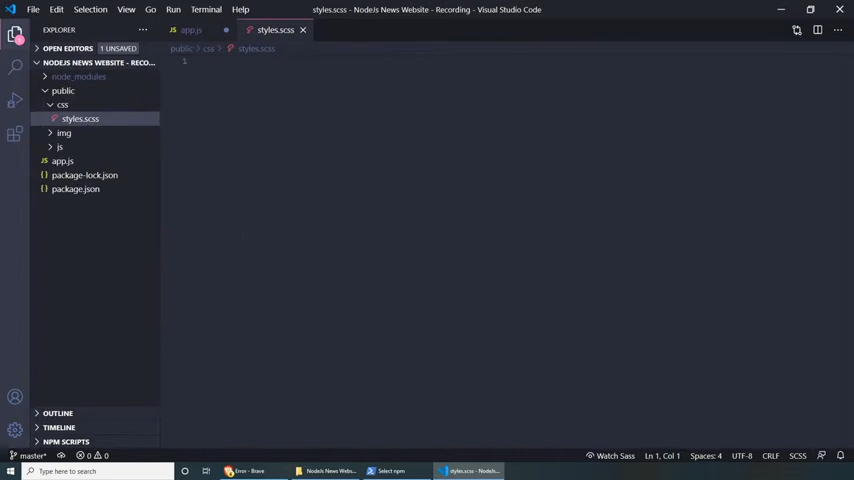 File Edit Selection View Go Run Terminal Help styles.scss - NodeJs News Website - Recording - Visual Studio Code
EXPLORER ···
JS app.js
styles.scss
public > css > styles.scss
> OPEN EDITORS 1 UNSAVED
NODEJS NEWS WEBSITE - RECO...
node_modules
public
css
styles.scss
img
js
JS app.js
{ } package-lock.json
{ } package.json
1
OUTLINE
TIMELINE
NPM SCRIPTS
master* 0 0 Watch Sass Ln 1, Col 1 Spaces: 4 UTF-8 CRLF SCSS
Type here to search Error - Brave NodeJs News Webs... Select npm styles.scss - NodeJs...